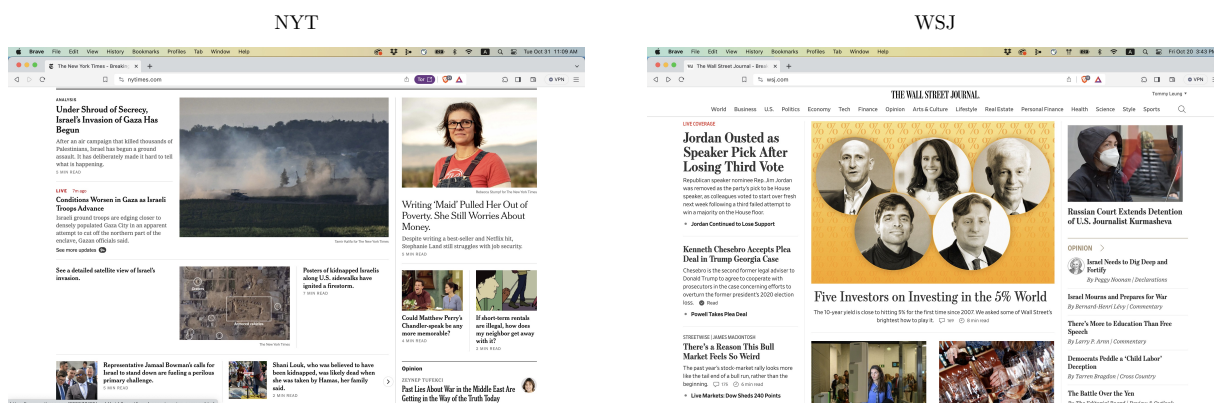 NYT
WSJ
Brave File Edit View History Bookmarks Profiles Tab Window Help
Tue Oct 31 11:09 AM
The New York Times - Breakin
nytimes.com
Tor
VPN
ANALYSIS
Under Shroud of Secrecy,
Israel's Invasion of Gaza Has
Begun
After an air campaign that killed thousands of
Palestinians, Israel has begun a ground
assault. It has deliberately made it hard to tell
what is happening.
5 MIN READ
LIVE 7m ago
Conditions Worsen in Gaza as Israeli
Troops Advance
Israeli ground troops are edging closer to
densely populated Gaza City in an apparent
attempt to cut off the northern part of the
enclave, Gazan officials said.
See more updates
See a detailed satellite view of Israel's
invasion.
The New York Times
Posters of kidnapped Israelis
along U.S. sidewalks have
ignited a firestorm.
7 MIN READ
Representative Jamaal Bowman's calls for
Israel to stand down are fueling a perilous
primary challenge.
Shani Louk, who was believed to have
been kidnapped, was likely dead when
she was taken by Hamas, her family
said.
2 MIN READ
Writing 'Maid' Pulled Her Out of
Poverty. She Still Worries About
Money.
Despite writing a best-seller and Netflix hit,
Stephanie Land still struggles with job security.
5 MIN READ
Could Matthew Perry's
Chandler-speak be any
more memorable?
4 MIN READ
If short-term rentals
are illegal, how does
my neighbor get away
with it?
Opinion
ZEYNEP TUFEKCI
Past Lies About War in the Middle East Are
Getting in the Way of the Truth Today
Brave File Edit View History Bookmarks Profiles Tab Window Help
Fri Oct 20 3:43 PM
The Wall Street Journal - Break
wsj.com
VPN
THE WALL STREET JOURNAL.
Tommy Leung
World Business U.S. Politics Economy Tech Finance Opinion Arts & Culture Lifestyle Real Estate Personal Finance Health Science Style Sports
LIVE COVERAGE
Jordan Ousted as
Speaker Pick After
Losing Third Vote
Republican speaker nominee Rep. Jim Jordan
was removed as the party's pick to be House
speaker, as colleagues voted to start over fresh
next week following a third failed attempt to
win a majority on the House floor.
Jordan Continued to Lose Support
Kenneth Chesebro Accepts Plea
Deal in Trump Georgia Case
Chesebro is the second former legal adviser to
Donald Trump to agree to cooperate with
prosecutors in the case concerning efforts to
overturn the former president's 2020 election
loss. Read
Powell Takes Plea Deal
STREETWISE | JAMES MACKINTOSH
There's a Reason This Bull
Market Feels So Weird
The past year's stock-market rally looks more
like the tail end of a bull run, rather than the
beginning. 175 6 min read
Live Markets: Dow Sheds 240 Points
Five Investors on Investing in the 5% World
The 10-year yield is close to hitting 5% for the first time since 2007. We asked some of Wall Street's
brightest how to play it. 8 min read
Russian Court Extends Detention
of U.S. Journalist Kurmasheva
OPINION
Israel Needs to Dig Deep and
Fortify
By Peggy Noonan | Declarations
Israel Mourns and Prepares for War
By Bernard-Henri Lévy | Commentary
There's More to Education Than Free
Speech
By Larry P. Arnn | Commentary
Democrats Peddle a 'Child Labor'
Deception
By Tarren Bragdon | Cross Country
The Battle Over the Yen